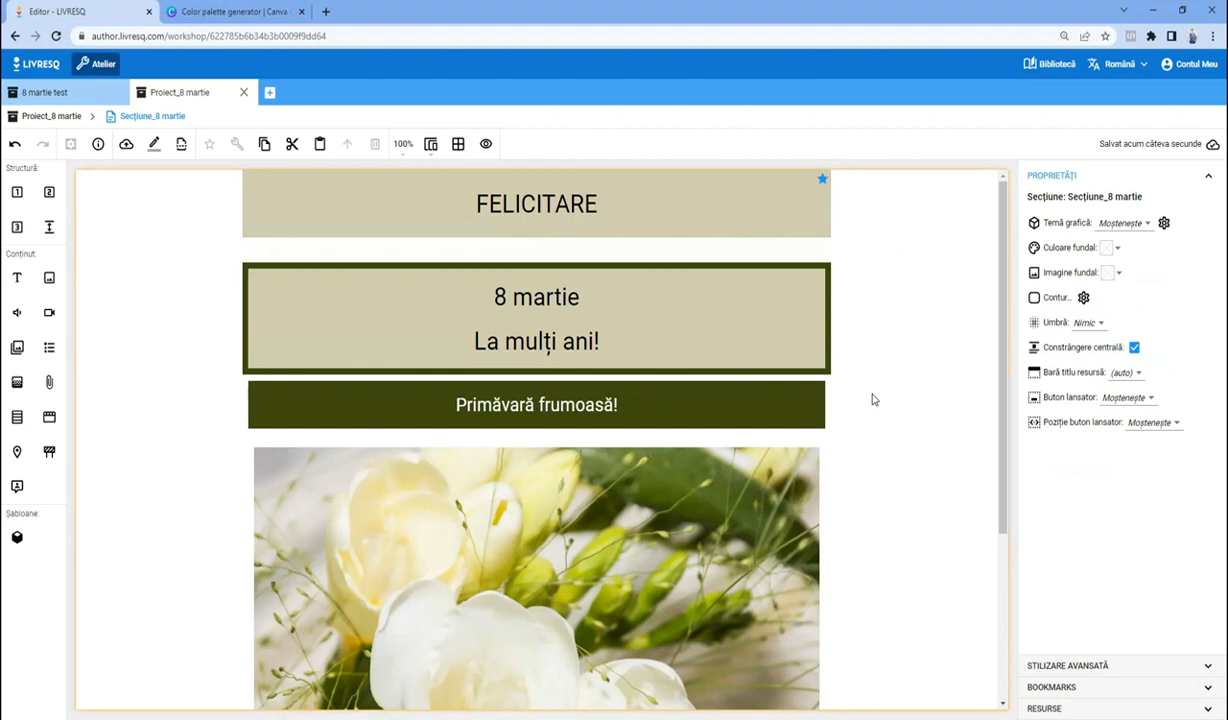 Editor - LIVRESQ
Color palette generator | Canva
author.livresq.com/workshop/622785b6b34b3b0009f9dd64
LIVRESQ Atelier Bibliotecă Română Contul Meu
8 martie test Proiect_8 martie
Proiect_8 martie Secțiune_8 martie
100% Salvat acum câteva secunde
Structură:
1 2
3
Conținut:
Șabloane:
FELICITARE
8 martie
La mulți ani!
Primăvară frumoasă!
PROPRIETĂȚI
Secțiune: Secțiune_8 martie
Temă grafică: Moștenește
Culoare fundal:
Imagine fundal:
Contur...
Umbră: Nimic
Constrângere centrală:
Bară titlu resursă: (auto)
Buton lansator: Moștenește
Poziție buton lansator: Moștenește
STILIZARE AVANSATĂ
BOOKMARKS
RESURSE